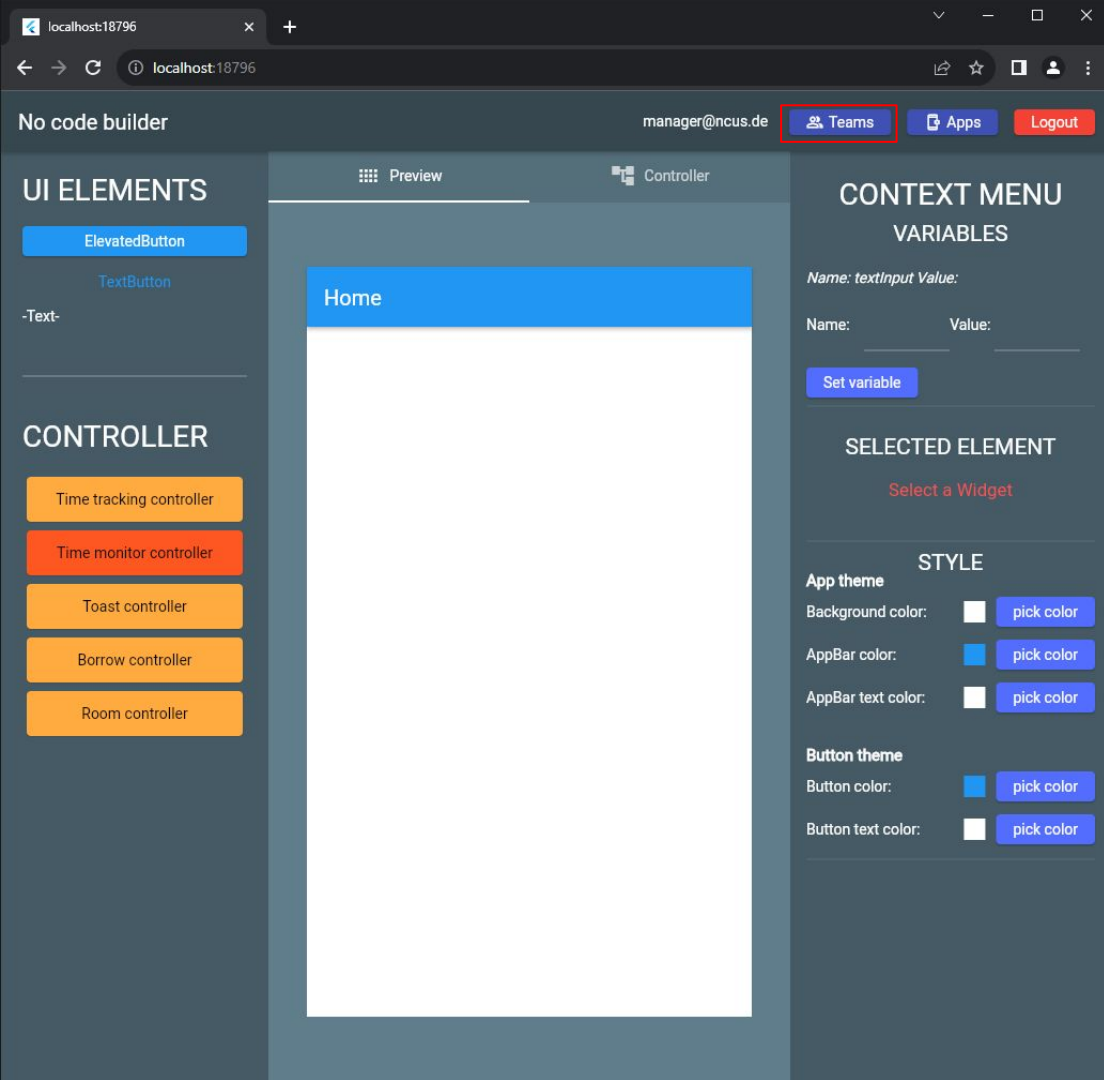 localhost:18796
localhost:18796
No code builder
manager@ncus.de
Teams
Apps
Logout
UI ELEMENTS
ElevatedButton
TextButton
-Text-
CONTROLLER
Time tracking controller
Time monitor controller
Toast controller
Borrow controller
Room controller
Preview
Controller
Home
CONTEXT MENU
VARIABLES
Name: textInput Value:
Name: Value:
Set variable
SELECTED ELEMENT
Select a Widget
STYLE
App theme
Background color: pick color
AppBar color: pick color
AppBar text color: pick color
Button theme
Button color: pick color
Button text color: pick color